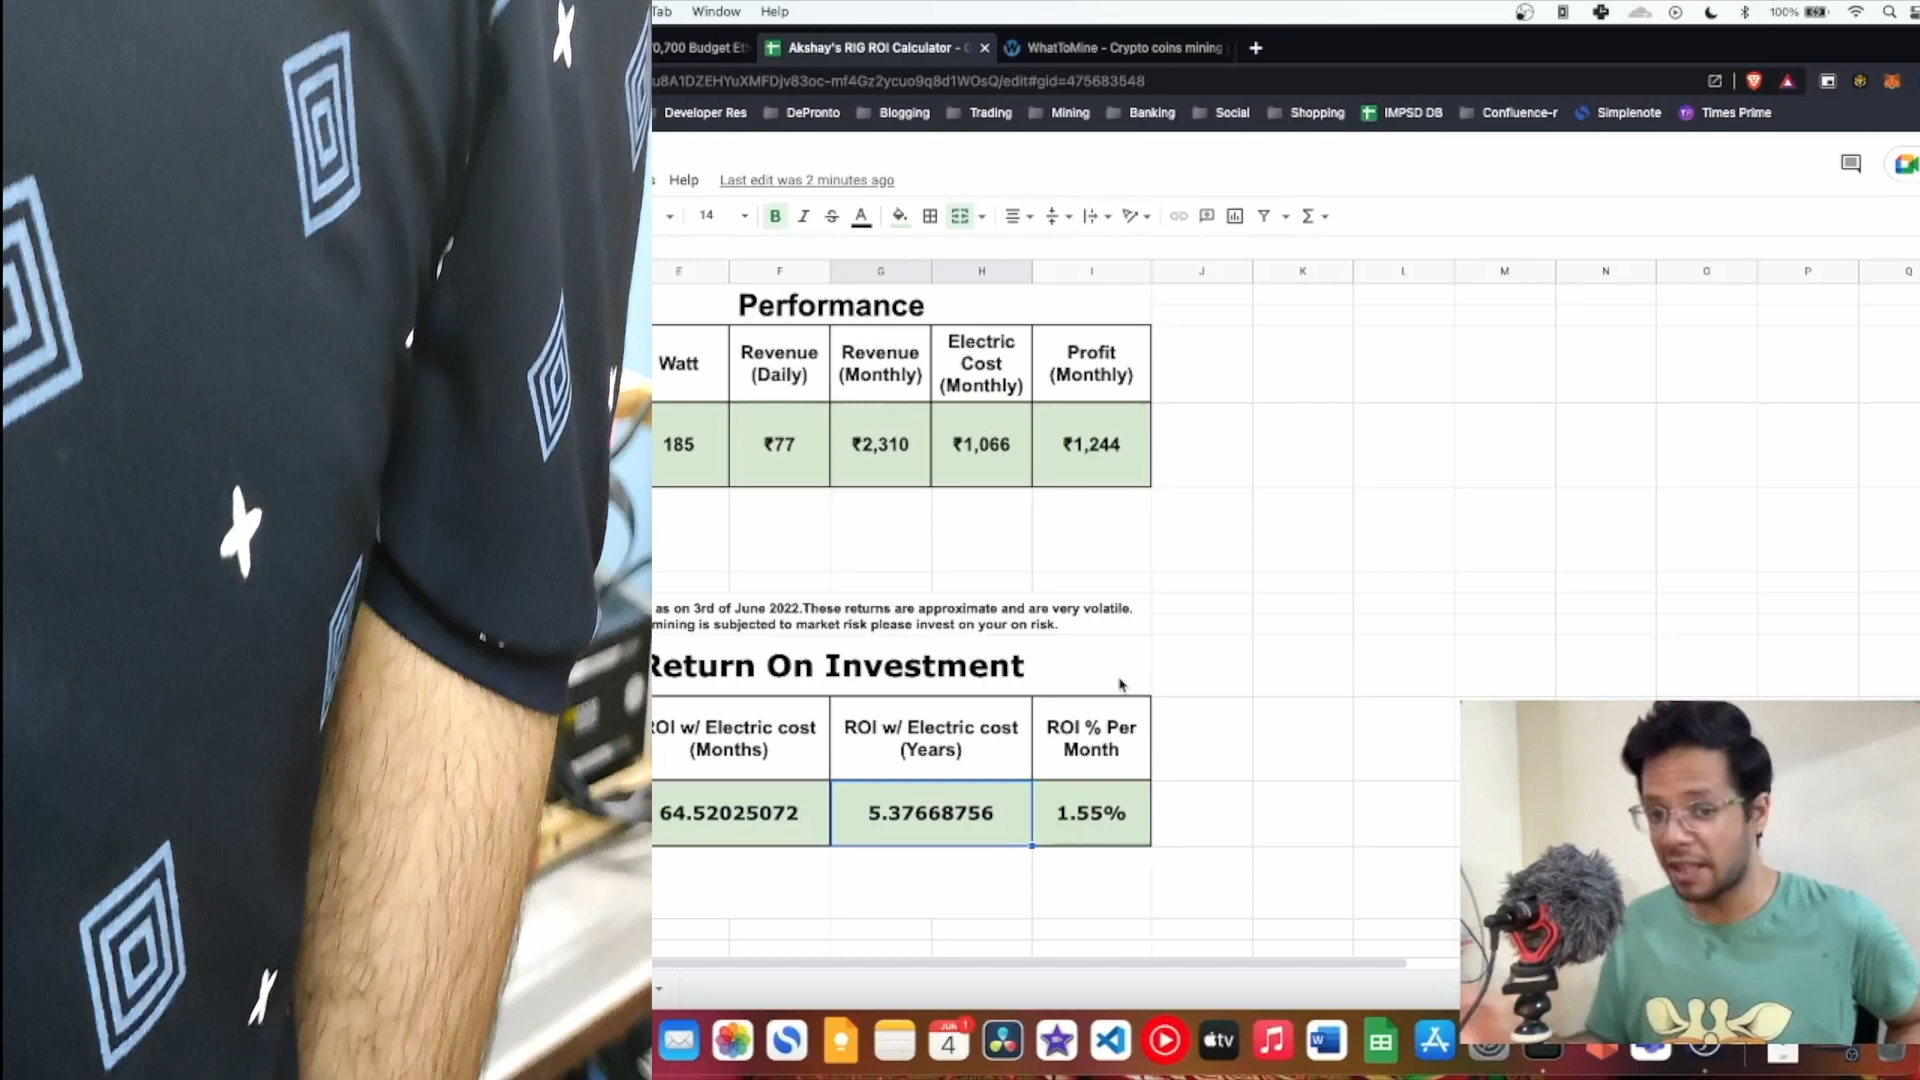 Tab Window Help 100%
0,700 Budget Eth Akshay's RIG ROI Calculator - G WhatToMine - Crypto coins mining
u8A1DZEHYuXMFDjv83oc-mf4Gz2ycuo9q8d1WOsQ/edit#gid=475683548
Developer Res DePronto Blogging Trading Mining Banking Social Shopping IMPSD DB Confluence-r Simplenote Times Prime
s Help Last edit was 2 minutes ago
14 B I S A
E F G H I J K L M N O P Q
Performance
Watt Revenue (Daily) Revenue (Monthly) Electric Cost (Monthly) Profit (Monthly)
185 ₹77 ₹2,310 ₹1,066 ₹1,244
as on 3rd of June 2022.These returns are approximate and are very volatile.
mining is subjected to market risk please invest on your on risk.
Return On Investment
ROI w/ Electric cost (Months) ROI w/ Electric cost (Years) ROI % Per Month
64.52025072 5.37668756 1.55%
JUN 4 1 tv W